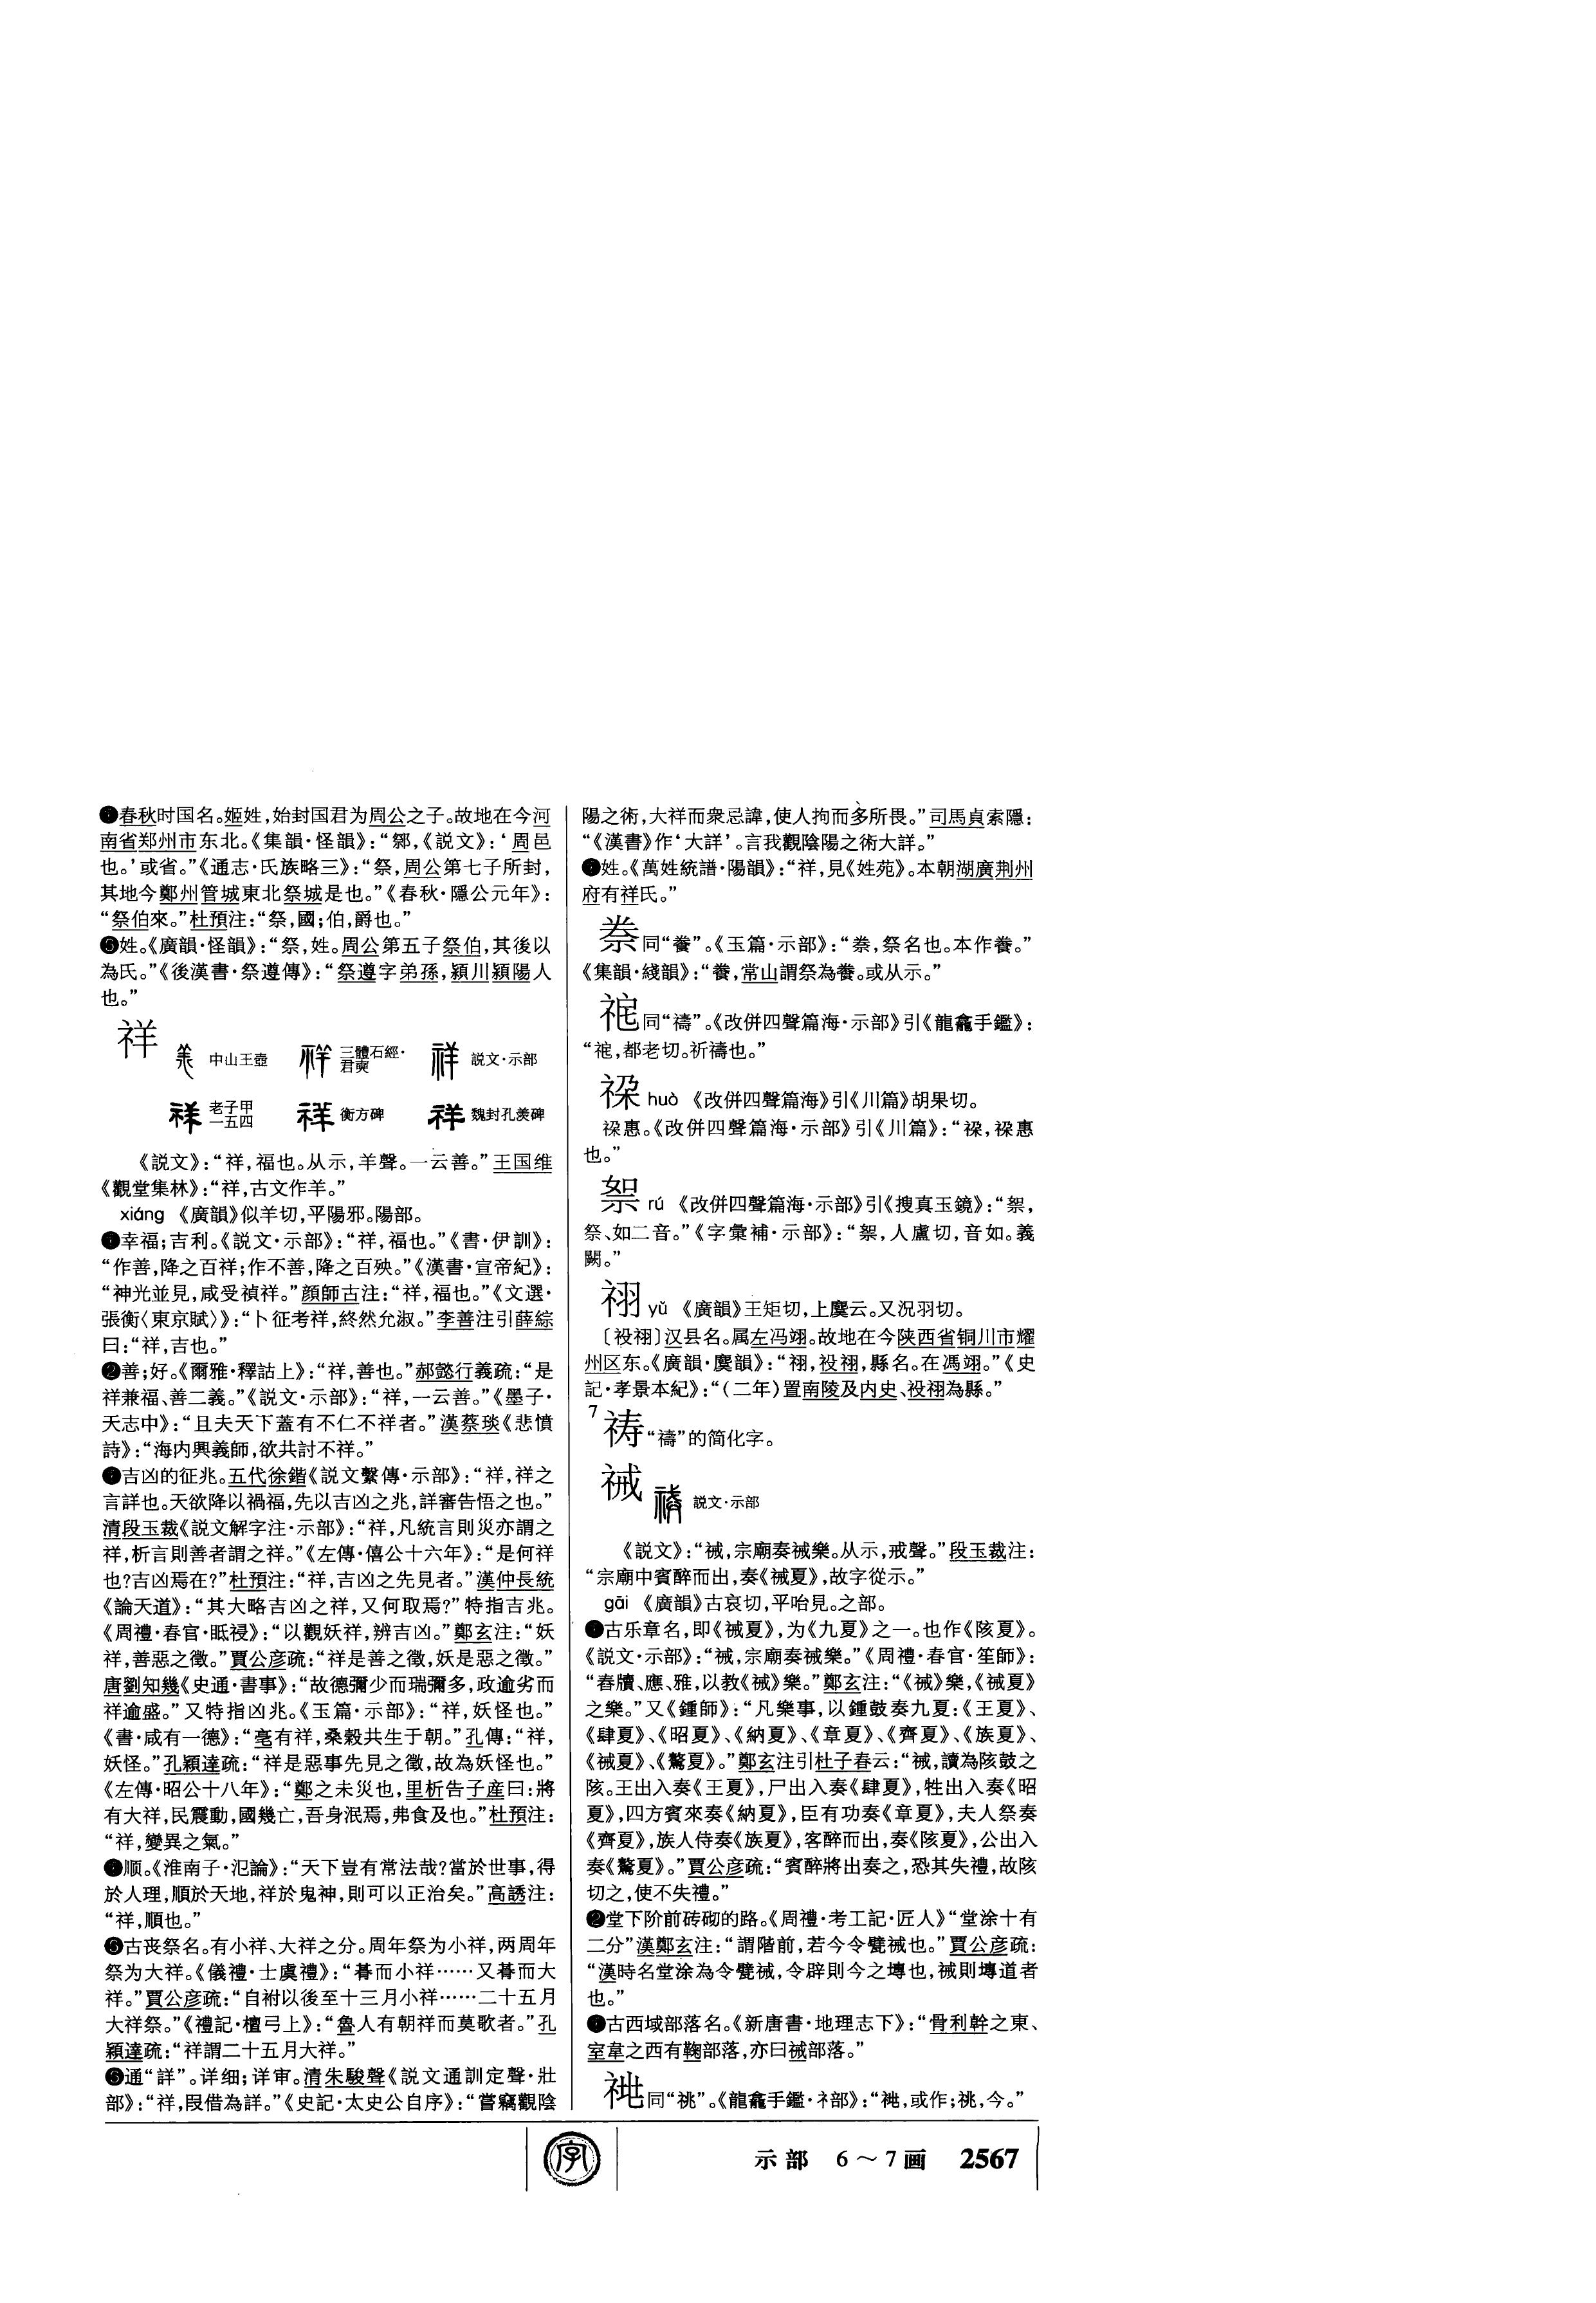 ❶春秋时国名。姬姓,始封国君为周公之子。故地在今河
南省郑州市东北。《集韻·怪韻》:“鄒,《説文》:‘周邑
也。’或省。”《通志·氏族略三》:“祭,周公第七子所封,
其地今鄭州管城東北祭城是也。”《春秋·隱公元年》:
“祭伯來。”杜預注:“祭,國;伯,爵也。”
❺姓。《廣韻·怪韻》:“祭,姓。周公第五子祭伯,其後以
為氏。”《後漢書·祭遵傳》:“祭遵字弟孫,潁川潁陽人
也。”
祥 中山王壺 三體石經·君奭 説文·示部
老子甲一五四 衡方碑 魏封孔羨碑
《説文》:“祥,福也。从示,羊聲。一云善。”王国维
《觀堂集林》:“祥,古文作羊。”
xiáng 《廣韻》似羊切,平陽邪。陽部。
❶幸福;吉利。《説文·示部》:“祥,福也。”《書·伊訓》:
“作善,降之百祥;作不善,降之百殃。”《漢書·宣帝紀》:
“神光並見,咸受禎祥。”顔師古注:“祥,福也。”《文選·
張衡〈東京賦〉》:“卜征考祥,終然允淑。”李善注引薛綜
曰:“祥,吉也。”
❷善;好。《爾雅·釋詁上》:“祥,善也。”郝懿行義疏:“是
祥兼福、善二義。”《説文·示部》:“祥,一云善。”《墨子·
天志中》:“且夫天下蓋有不仁不祥者。”漢蔡琰《悲憤
詩》:“海内興義師,欲共討不祥。”
❸吉凶的征兆。五代徐鍇《説文繫傳·示部》:“祥,祥之
言詳也。天欲降以禍福,先以吉凶之兆,詳審告悟之也。”
清段玉裁《説文解字注·示部》:“祥,凡統言則災亦謂之
祥,析言則善者謂之祥。”《左傳·僖公十六年》:“是何祥
也?吉凶焉在?”杜預注:“祥,吉凶之先見者。”漢仲長統
《論天道》:“其大略吉凶之祥,又何取焉?”特指吉兆。
《周禮·春官·眡祲》:“以觀妖祥,辨吉凶。”鄭玄注:“妖
祥,善惡之徵。”賈公彦疏:“祥是善之徵,妖是惡之徵。”
唐劉知幾《史通·書事》:“故德彌少而瑞彌多,政逾劣而
祥逾盛。”又特指凶兆。《玉篇·示部》:“祥,妖怪也。”
《書·咸有一德》:“亳有祥,桑榖共生于朝。”孔傳:“祥,
妖怪。”孔穎達疏:“祥是惡事先見之徵,故為妖怪也。”
《左傳·昭公十八年》:“鄭之未災也,里析告子産曰:將
有大祥,民震動,國幾亡,吾身泯焉,弗食及也。”杜預注:
“祥,變異之氣。”
❹顺。《淮南子·氾論》:“天下豈有常法哉?當於世事,得
於人理,順於天地,祥於鬼神,則可以正治矣。”高誘注:
“祥,順也。”
❺古丧祭名。有小祥、大祥之分。周年祭为小祥,两周年
祭为大祥。《儀禮·士虞禮》:“朞而小祥……又朞而大
祥。”賈公彦疏:“自祔以後至十三月小祥……二十五月
大祥祭。”《禮記·檀弓上》:“魯人有朝祥而莫歌者。”孔
穎達疏:“祥謂二十五月大祥。”
❻通“詳”。详细;详审。清朱駿聲《説文通訓定聲·壯
部》:“祥,叚借為詳。”《史記·太史公自序》:“嘗竊觀陰
陽之術,大祥而衆忌諱,使人拘而多所畏。”司馬貞索隱:
“《漢書》作‘大詳’。言我觀陰陽之術大詳。”
❼姓。《萬姓統譜·陽韻》:“祥,見《姓苑》。本朝湖廣荆州
府有祥氏。”
䄅同“餋”。《玉篇·示部》:“䄅,祭名也。本作餋。”
《集韻·綫韻》:“餋,常山謂祭為餋。或从示。”
同“禱”。《改併四聲篇海·示部》引《龍龕手鑑》:
都老切。祈禱也。”
huò 《改併四聲篇海》引《川篇》胡果切。
惠。《改併四聲篇海·示部》引《川篇》:
也。”
rú 《改併四聲篇海·示部》引《搜真玉鏡》:
祭、如二音。”《字彙補·示部》:人盧切,音如。義
闕。”
祤 yǔ 《廣韻》王矩切,上麌云。又況羽切。
〔祋祤〕汉县名。属左冯翊。故地在今陕西省铜川市耀
州区东。《廣韻·麌韻》:“祤,祋祤,縣名。在馮翊。”《史
記·孝景本紀》:“(二年)置南陵及内史、祋祤為縣。”
7
祷“禱”的简化字。
祴 説文·示部
《説文》:“祴,宗廟奏祴樂。从示,戒聲。”段玉裁注:
“宗廟中賓醉而出,奏《祴夏》,故字從示。”
gāi 《廣韻》古哀切,平咍見。之部。
❶古乐章名,即《祴夏》,为《九夏》之一。也作《陔夏》。
《説文·示部》:“祴,宗廟奏祴樂。”《周禮·春官·笙師》:
“舂牘、應、雅,以教《祴》樂。”鄭玄注:“《祴》樂,《祴夏》
之樂。”又《鍾師》:“凡樂事,以鍾鼓奏九夏:《王夏》、
《肆夏》、《昭夏》、《納夏》、《章夏》、《齊夏》、《族夏》、
《祴夏》、《驁夏》。”鄭玄注引杜子春云:“祴,讀為陔鼓之
陔。王出入奏《王夏》,尸出入奏《肆夏》,牲出入奏《昭
夏》,四方賓來奏《納夏》,臣有功奏《章夏》,夫人祭奏
《齊夏》,族人侍奏《族夏》,客醉而出,奏《陔夏》,公出入
奏《驁夏》。”賈公彦疏:“賓醉將出奏之,恐其失禮,故陔
切之,使不失禮。”
❷堂下阶前砖砌的路。《周禮·考工記·匠人》“堂涂十有
二分”漢鄭玄注:“謂階前,若今令甓祴也。”賈公彦疏:
“漢時名堂涂為令甓祴,令辟則今之塼也,祴則塼道者
也。”
❸古西域部落名。《新唐書·地理志下》:“骨利幹之東、
室韋之西有鞠部落,亦曰祴部落。”
同“祧”。《龍龕手鑑·礻部》:或作;祧,今。”
字
示部 6～7画 2567